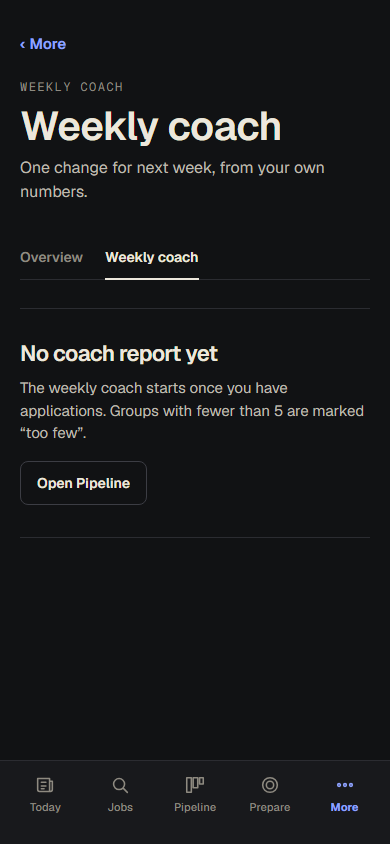 ‹ More
WEEKLY COACH
Weekly coach
One change for next week, from your own
numbers.
Overview
Weekly coach
No coach report yet
The weekly coach starts once you have
applications. Groups with fewer than 5 are marked
“too few”.
Open Pipeline
Today
Jobs
Pipeline
Prepare
More